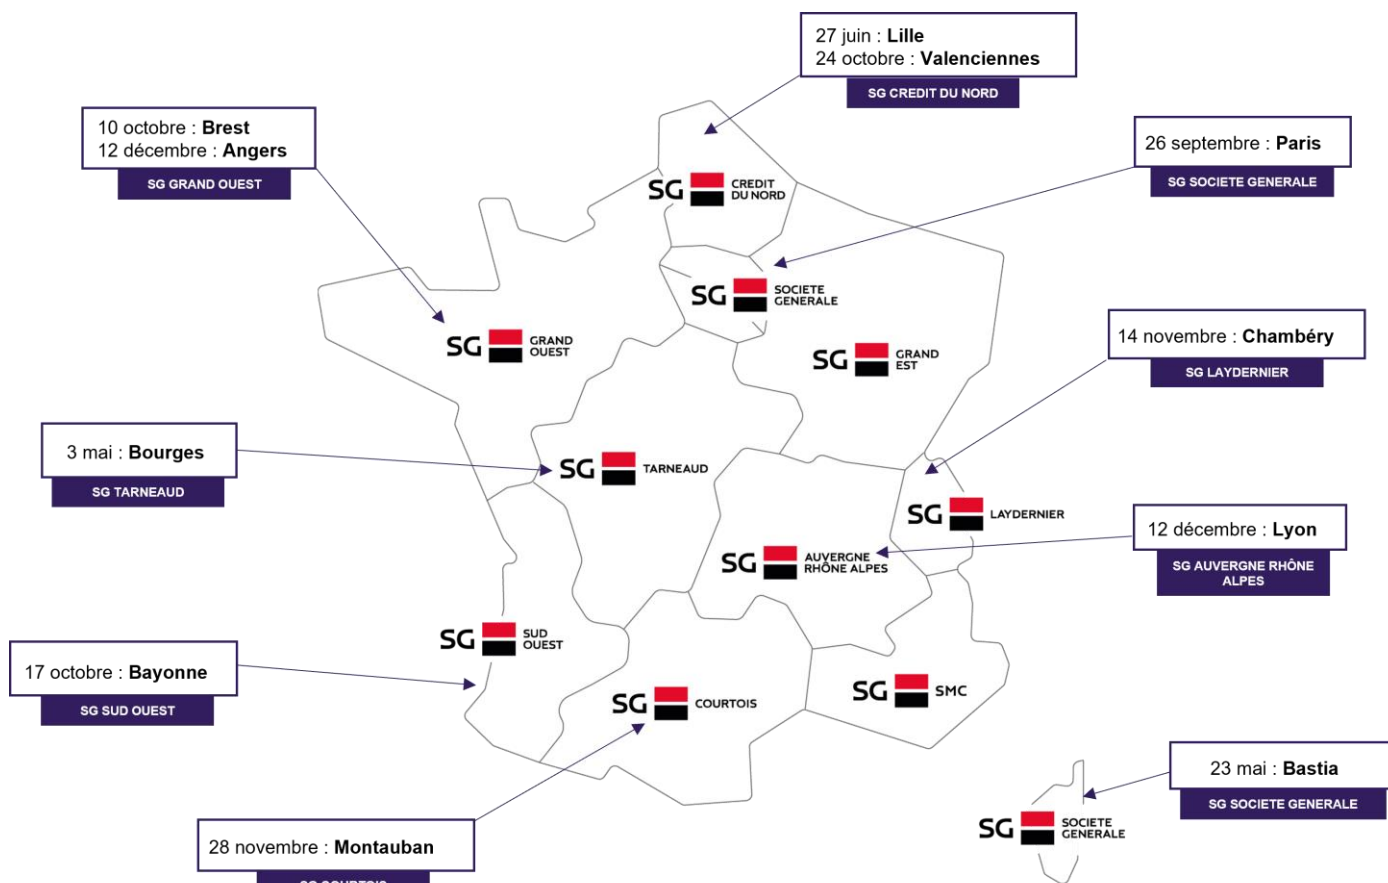 27 juin : Lille
24 octobre : Valenciennes
SG CREDIT DU NORD
10 octobre : Brest
12 décembre : Angers
SG GRAND OUEST
26 septembre : Paris
SG SOCIETE GENERALE
SG CREDIT
DU NORD
SG SOCIETE
GENERALE
SG GRAND
OUEST
SG GRAND
EST
14 novembre : Chambéry
SG LAYDERNIER
3 mai : Bourges
SG TARNEAUD
SG TARNEAUD
SG LAYDERNIER
12 décembre : Lyon
SG AUVERGNE RHÔNE
ALPES
SG AUVERGNE
RHÔNE ALPES
SG SUD
OUEST
17 octobre : Bayonne
SG SUD OUEST
SG COURTOIS
SG SMC
23 mai : Bastia
SG SOCIETE GENERALE
SG SOCIETE
GENERALE
28 novembre : Montauban
SG COURTOIS